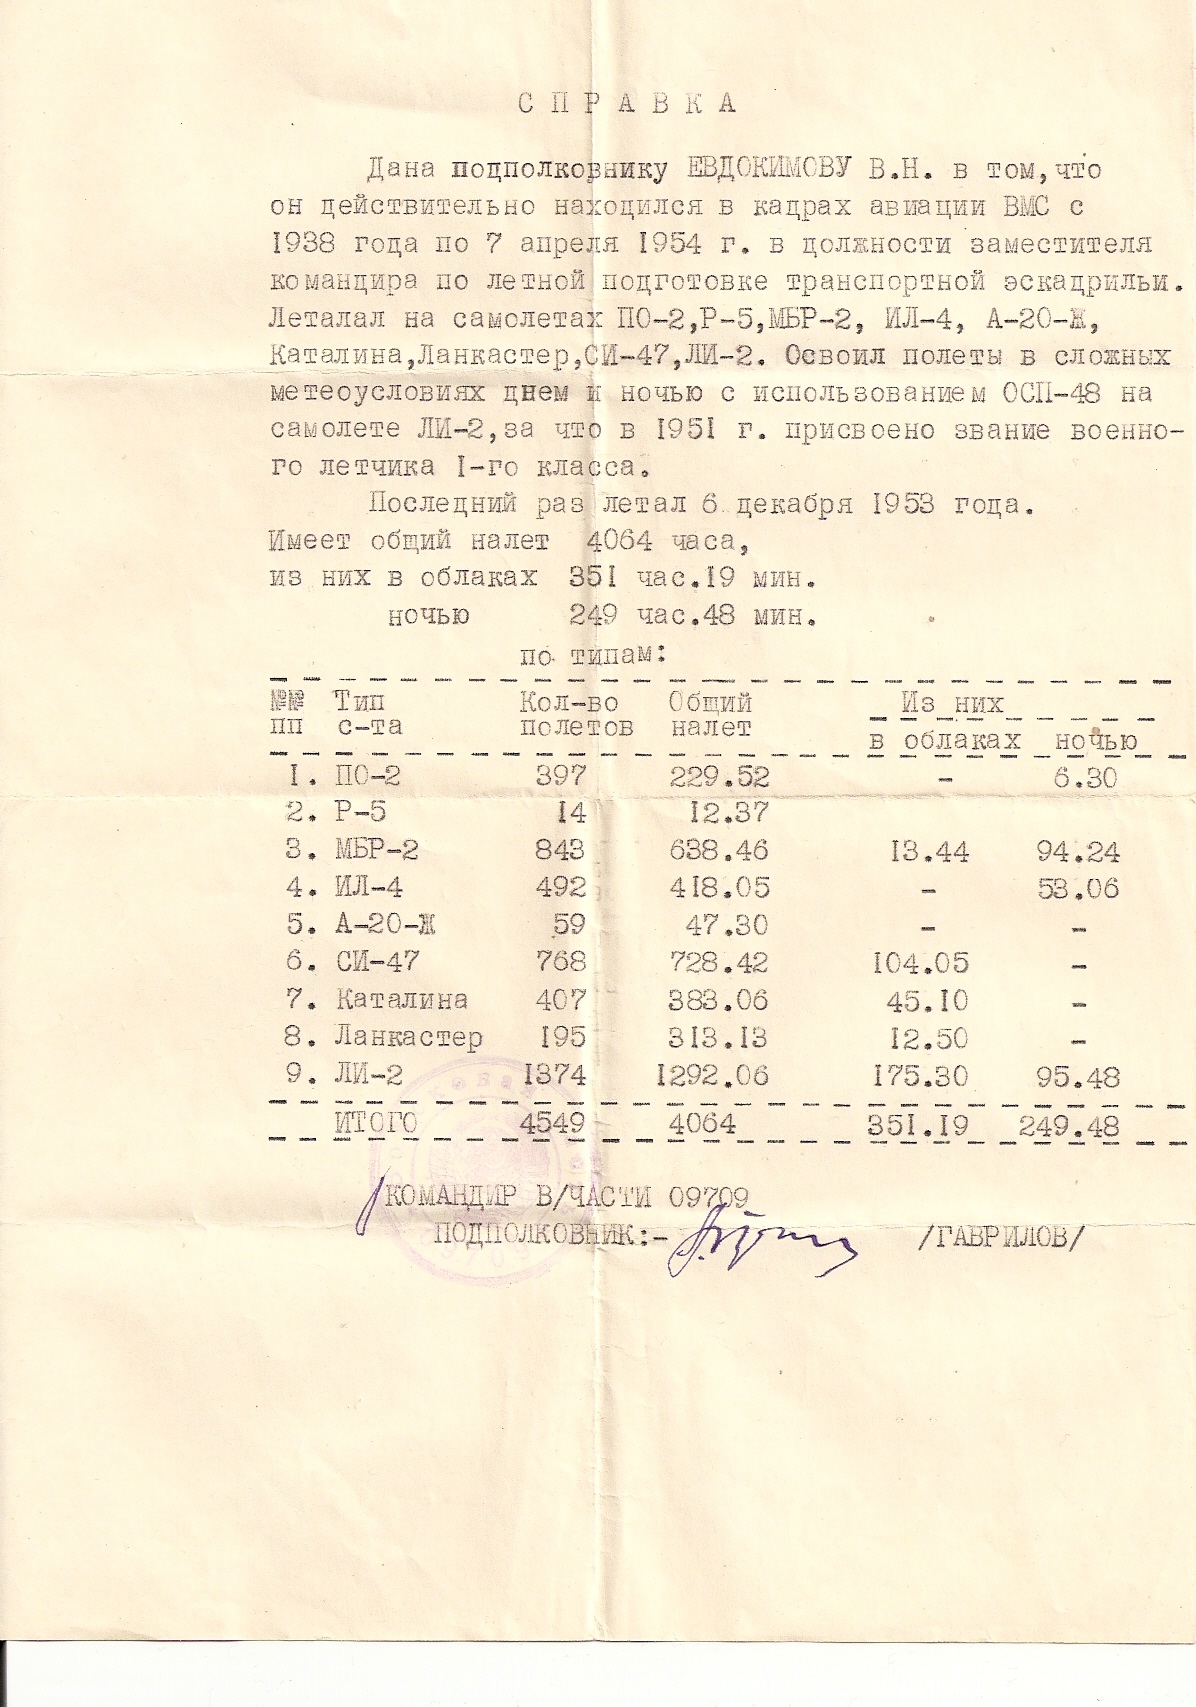 С П Р А В К А
Дана подполковнику ЕВДОКИМОВУ В.Н. в том,что
он действительно находился в кадрах авиации ВМС с
1938 года по 7 апреля 1954 г. в должности заместителя
командира по летной подготовке транспортной эскадрильи.
Леталал на самолетах ПО-2,Р-5,МБР-2, ИЛ-4, А-20-Ж,
Каталина,Ланкастер,СИ-47,ЛИ-2. Освоил полеты в сложных
метеоусловиях днем и ночью с использованием ОСП-48 на
самолете ЛИ-2,за что в 1951 г. присвоено звание военно-
го летчика I-го класса.
Последний раз летал 6 декабря 1953 года.
Имеет общий налет 4064 часа,
из них в облаках 351 час.19 мин.
ночью 249 час.48 мин.
по типам:
№№ Тип Кол-во Общий Из них
ПП с-та полетов налет в облаках ночью
1. ПО-2 397 229.52 - 6.30
2. Р-5 14 12.37
3. МБР-2 843 638.46 13.44 94.24
4. ИЛ-4 492 418.05 - 53.06
5. А-20-Ж 59 47.30 - -
6. СИ-47 768 728.42 104.05 -
7. Каталина 407 383.06 45.10 -
8. Ланкастер 195 313.13 12.50 -
9. ЛИ-2 1374 1292.06 175.30 95.48
ИТОГО 4549 4064 351.19 249.48
КОМАНДИР В/ЧАСТИ 09709
ПОДПОЛКОВНИК:- /ГАВРИЛОВ/